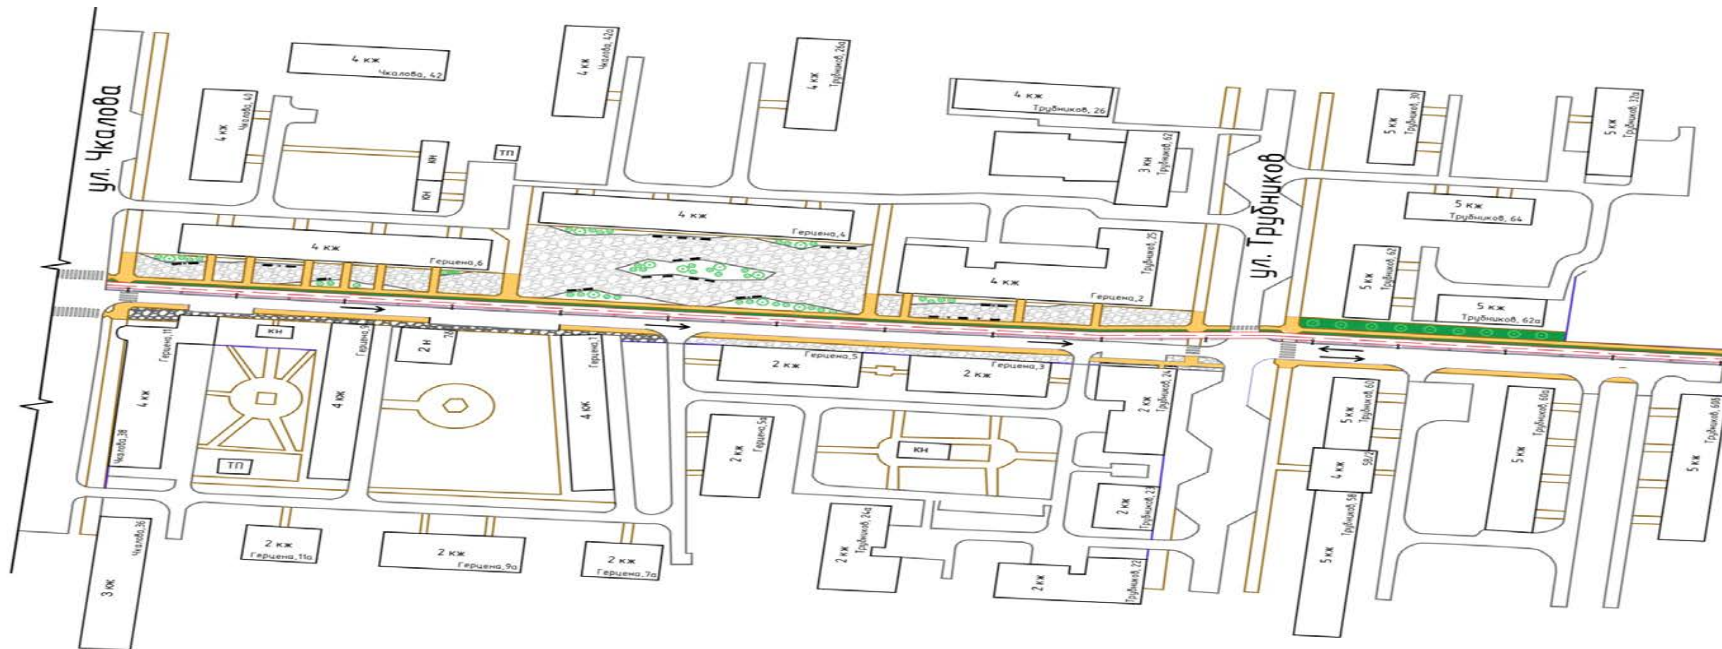 ул. Чкалова
4 кж
Чкалова, 42
4 кж
Чкалова, 42а
4 кж
Трубников, 26а
4 кж
Трубников, 26
4 кж
Чкалова, 40
КН
КН
ТП
3 кн
Трубников, 62
ул. Трубников
5 кж
Трубников, 30
5 кж
Трубников, 32а
5 кж
Трубников, 64
4 кж
Герцена,6
4 кж
Герцена,4
4 кж
Герцена,2
Трубников, 25
5 кж
Трубников, 62
5 кж
Трубников, 62а
4 кж
Герцена,11
Чкалова,38
КН
ТП
4 кж
Герцена,9
2 н
4 кж
2 кж
Герцена,5
2 кж
Герцена,3
2 кж
Герцена,5а
КН
2 кж
Трубников, 24
2 кж
Трубников, 23
5 кж
Трубников, 60
4 кж
58/2
5 кж
Трубников, 58
5 кж
Трубников, 60а
5 кж
Трубников, 60б
3 кж
Чкалова,36
2 кж
Герцена,11а
2 кж
Герцена,9а
2 кж
Герцена,7а
2 кж
Трубников, 24а
2 кж
Трубников, 22